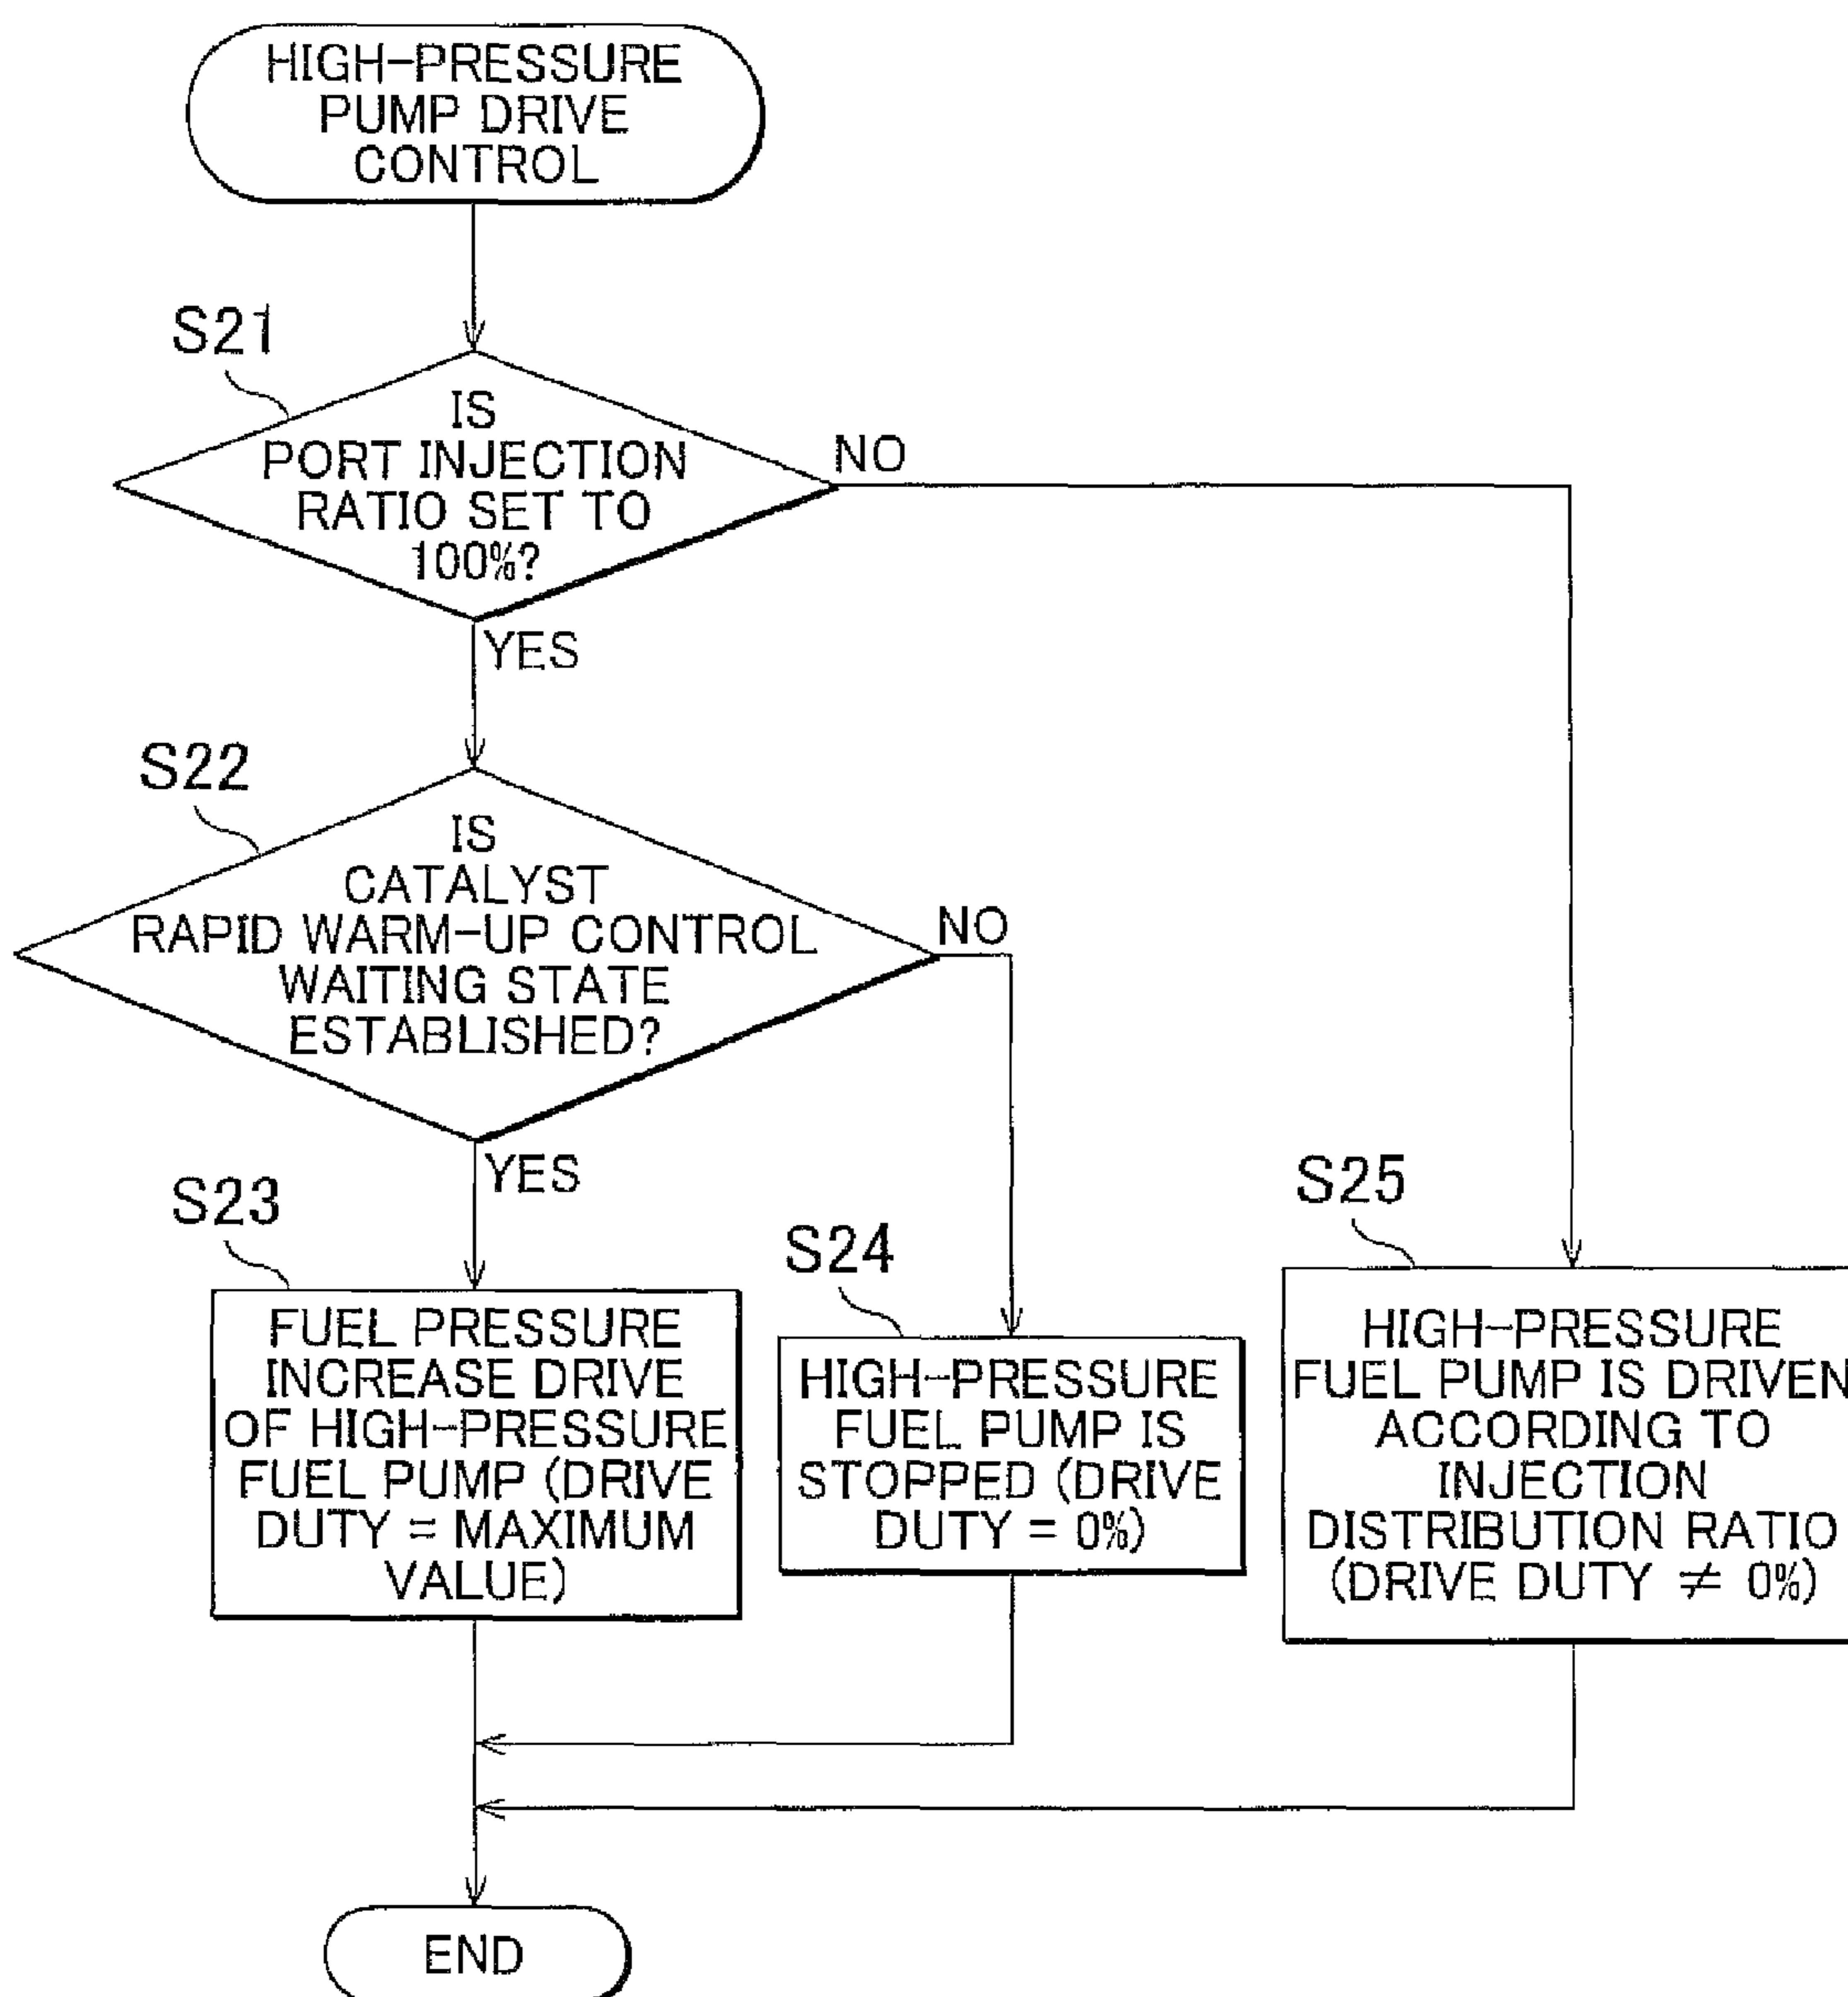 HIGH-PRESSURE
PUMP DRIVE
CONTROL
S21
IS
PORT INJECTION
RATIO SET TO
100%?
NO
YES
S22
IS
CATALYST
RAPID WARM-UP CONTROL
WAITING STATE
ESTABLISHED?
NO
YES
S23
FUEL PRESSURE
INCREASE DRIVE
OF HIGH-PRESSURE
FUEL PUMP (DRIVE
DUTY = MAXIMUM
VALUE)
S24
HIGH-PRESSURE
FUEL PUMP IS
STOPPED (DRIVE
DUTY = 0%)
S25
HIGH-PRESSURE
FUEL PUMP IS DRIVEN
ACCORDING TO
INJECTION
DISTRIBUTION RATIO
(DRIVE DUTY ≠ 0%)
END